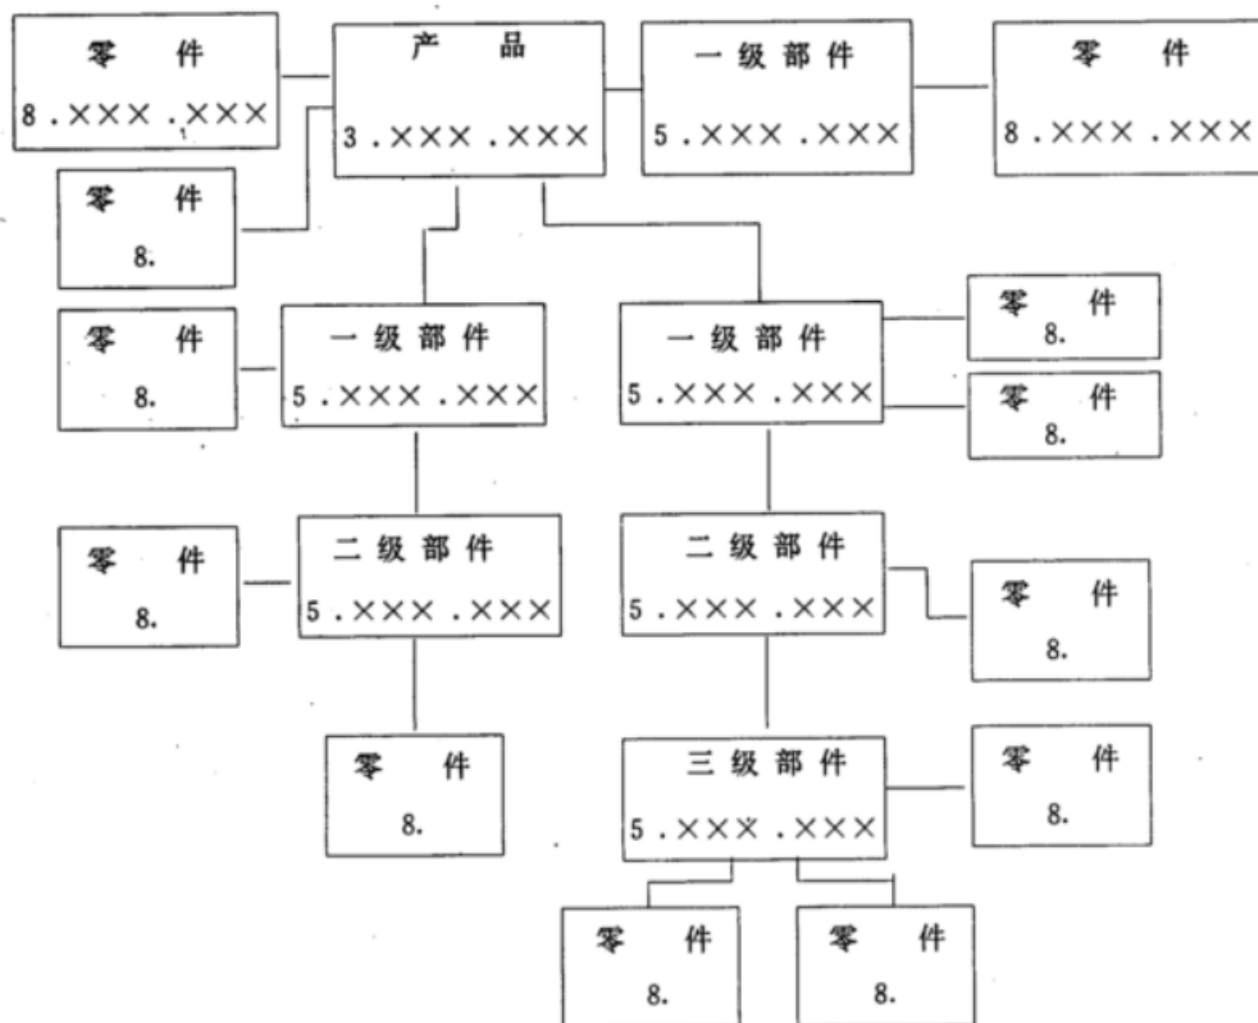 零 件
8 . ××× . ×××
产 品
3 . ××× . ×××
一 级 部 件
5 . ××× . ×××
零 件
8 . ××× . ×××
零 件
8.
零 件
8.
一 级 部 件
5 . ××× . ×××
一 级 部 件
5 . ××× . ×××
零 件
8.
零 件
8.
零 件
8.
二 级 部 件
5 . ××× . ×××
二 级 部 件
5 . ××× . ×××
零 件
8.
零 件
8.
三 级 部 件
5 . ××× . ×××
零 件
8.
零 件
8.
零 件
8.